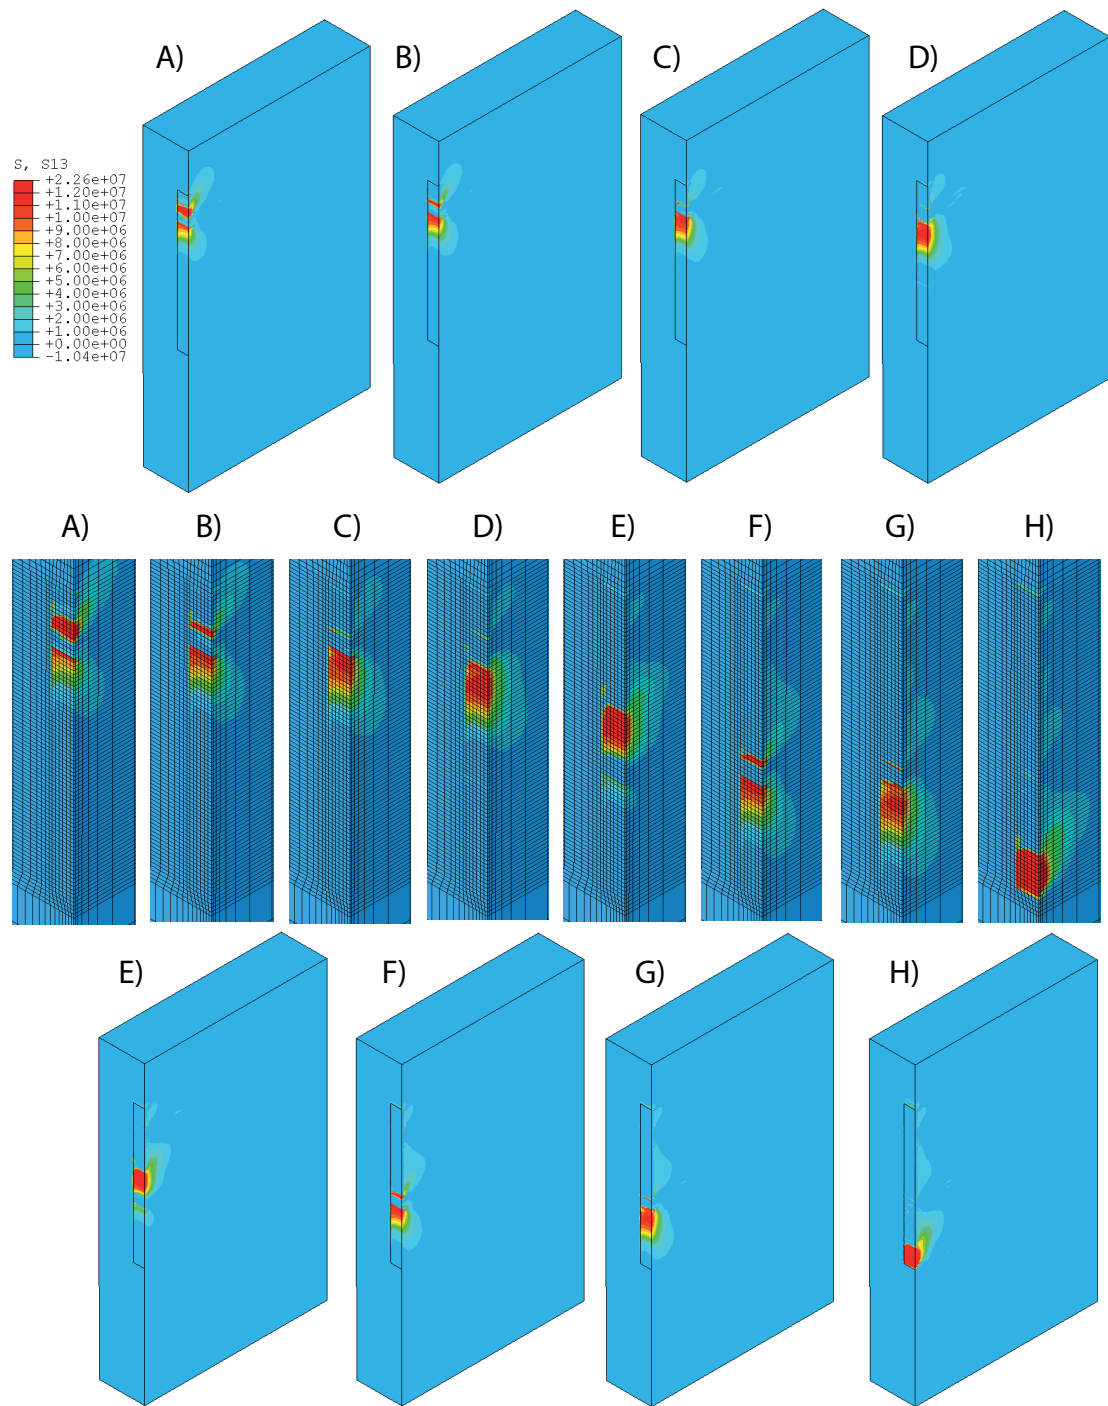 A)
B)
C)
D)
S, S13
+2.26e+07
+1.20e+07
+1.10e+07
+1.00e+07
+9.00e+06
+8.00e+06
+7.00e+06
+6.00e+06
+5.00e+06
+4.00e+06
+3.00e+06
+2.00e+06
+1.00e+06
+0.00e+00
-1.04e+07
A) B) C) D) E) F) G) H)
E) F) G) H)